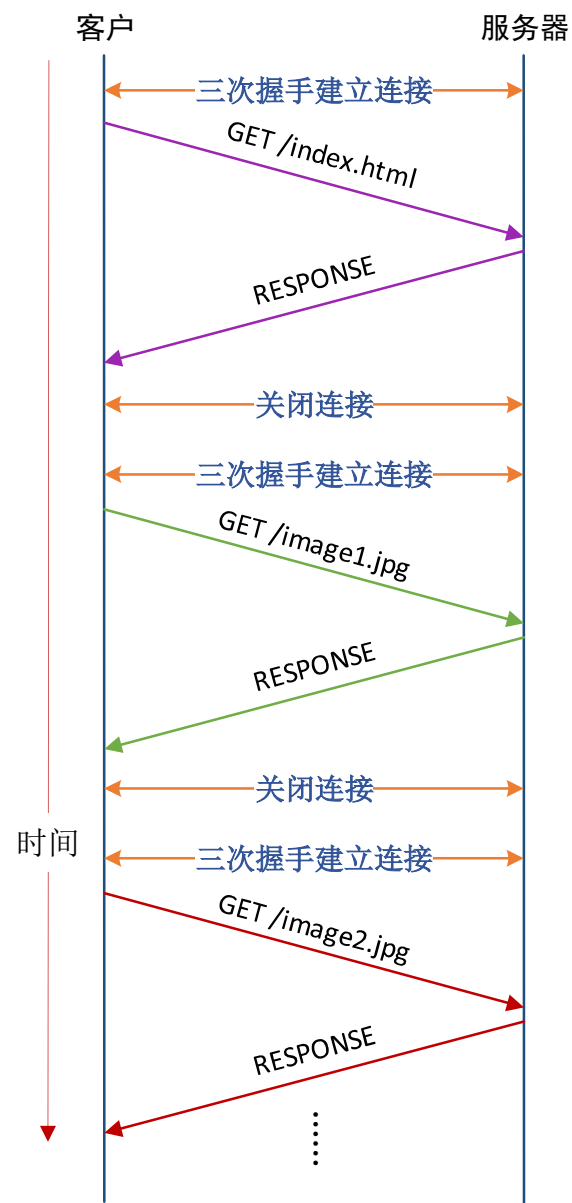 客户
服务器
三次握手建立连接
GET /index.html
RESPONSE
关闭连接
三次握手建立连接
GET /image1.jpg
RESPONSE
关闭连接
时间
三次握手建立连接
GET /image2.jpg
RESPONSE
……